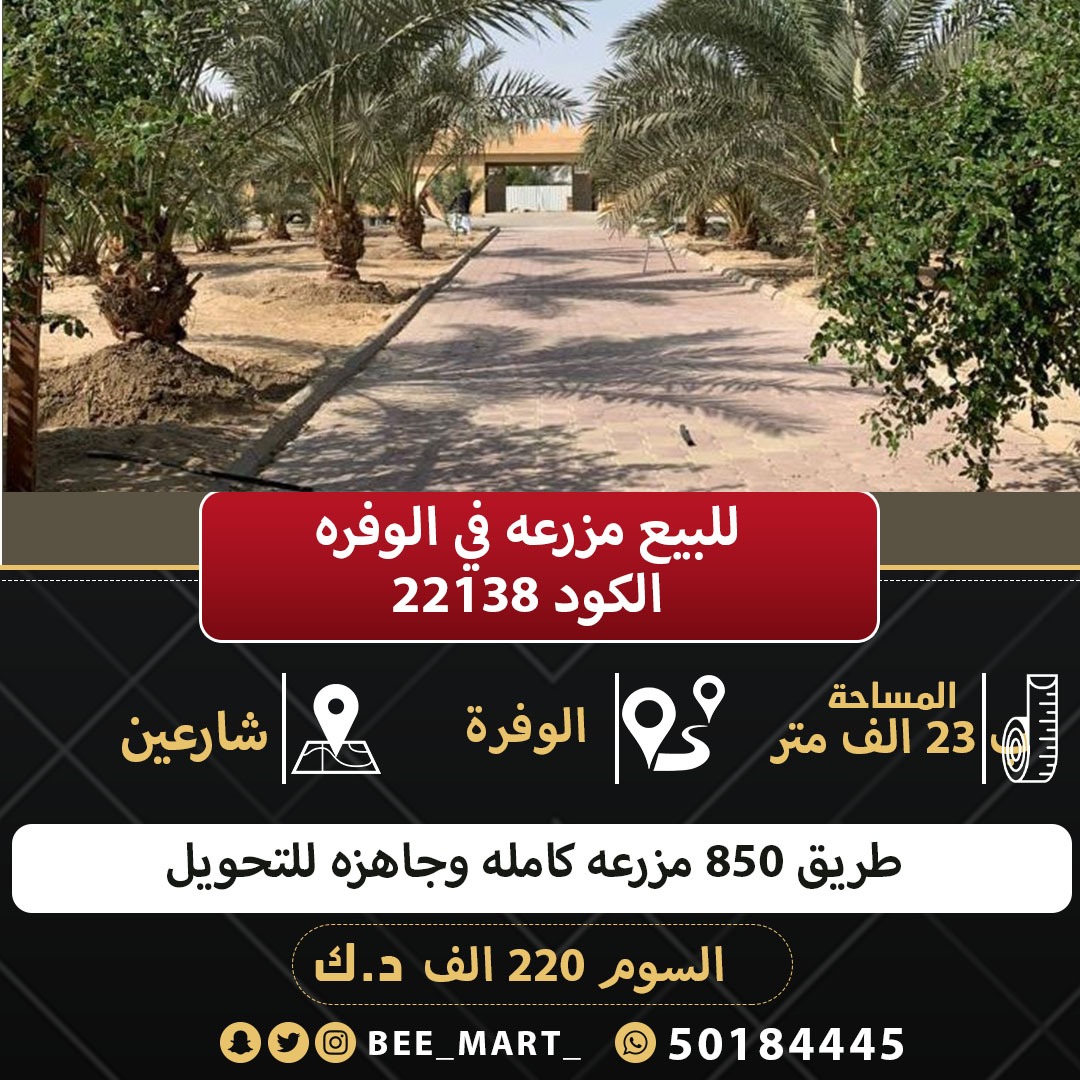 للبيع مزرعه في الوفره
الكود 22138
المساحة
ب 23 الف متر
الوفرة
شارعين
طريق 850 مزرعه كامله وجاهزه للتحويل
السوم 220 الف د.ك
BEE_MART_ 50184445